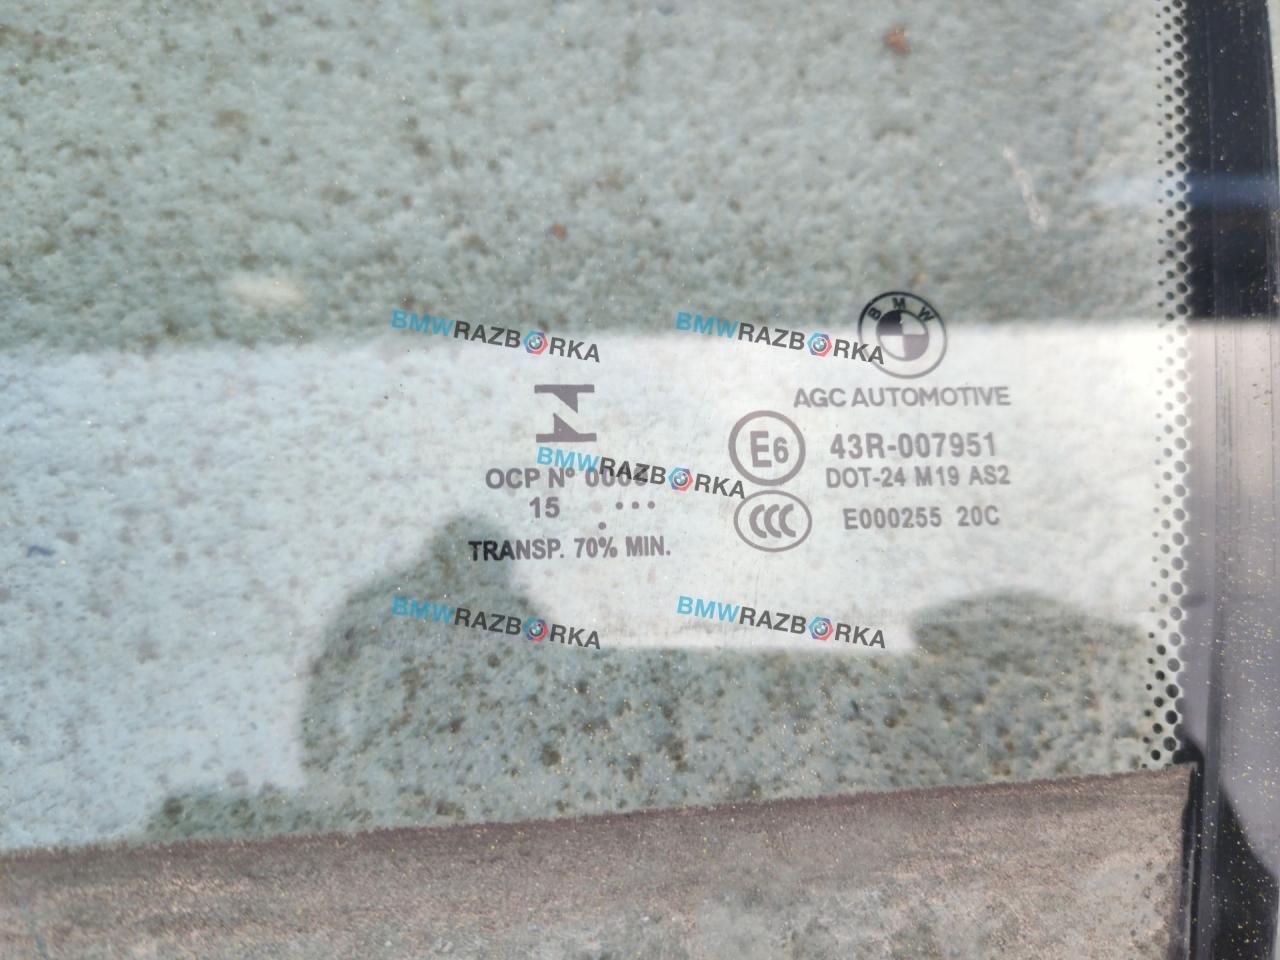 BMWRAZBORKA
BMWRAZBORKA
BMW
AGC AUTOMOTIVE
E6
43R-007951
DOT-24 M19 AS2
BMWRAZBORKA
OCP Nº
15
CCC
E000255 20C
TRANSP. 70% MIN.
BMWRAZBORKA
BMWRAZBORKA